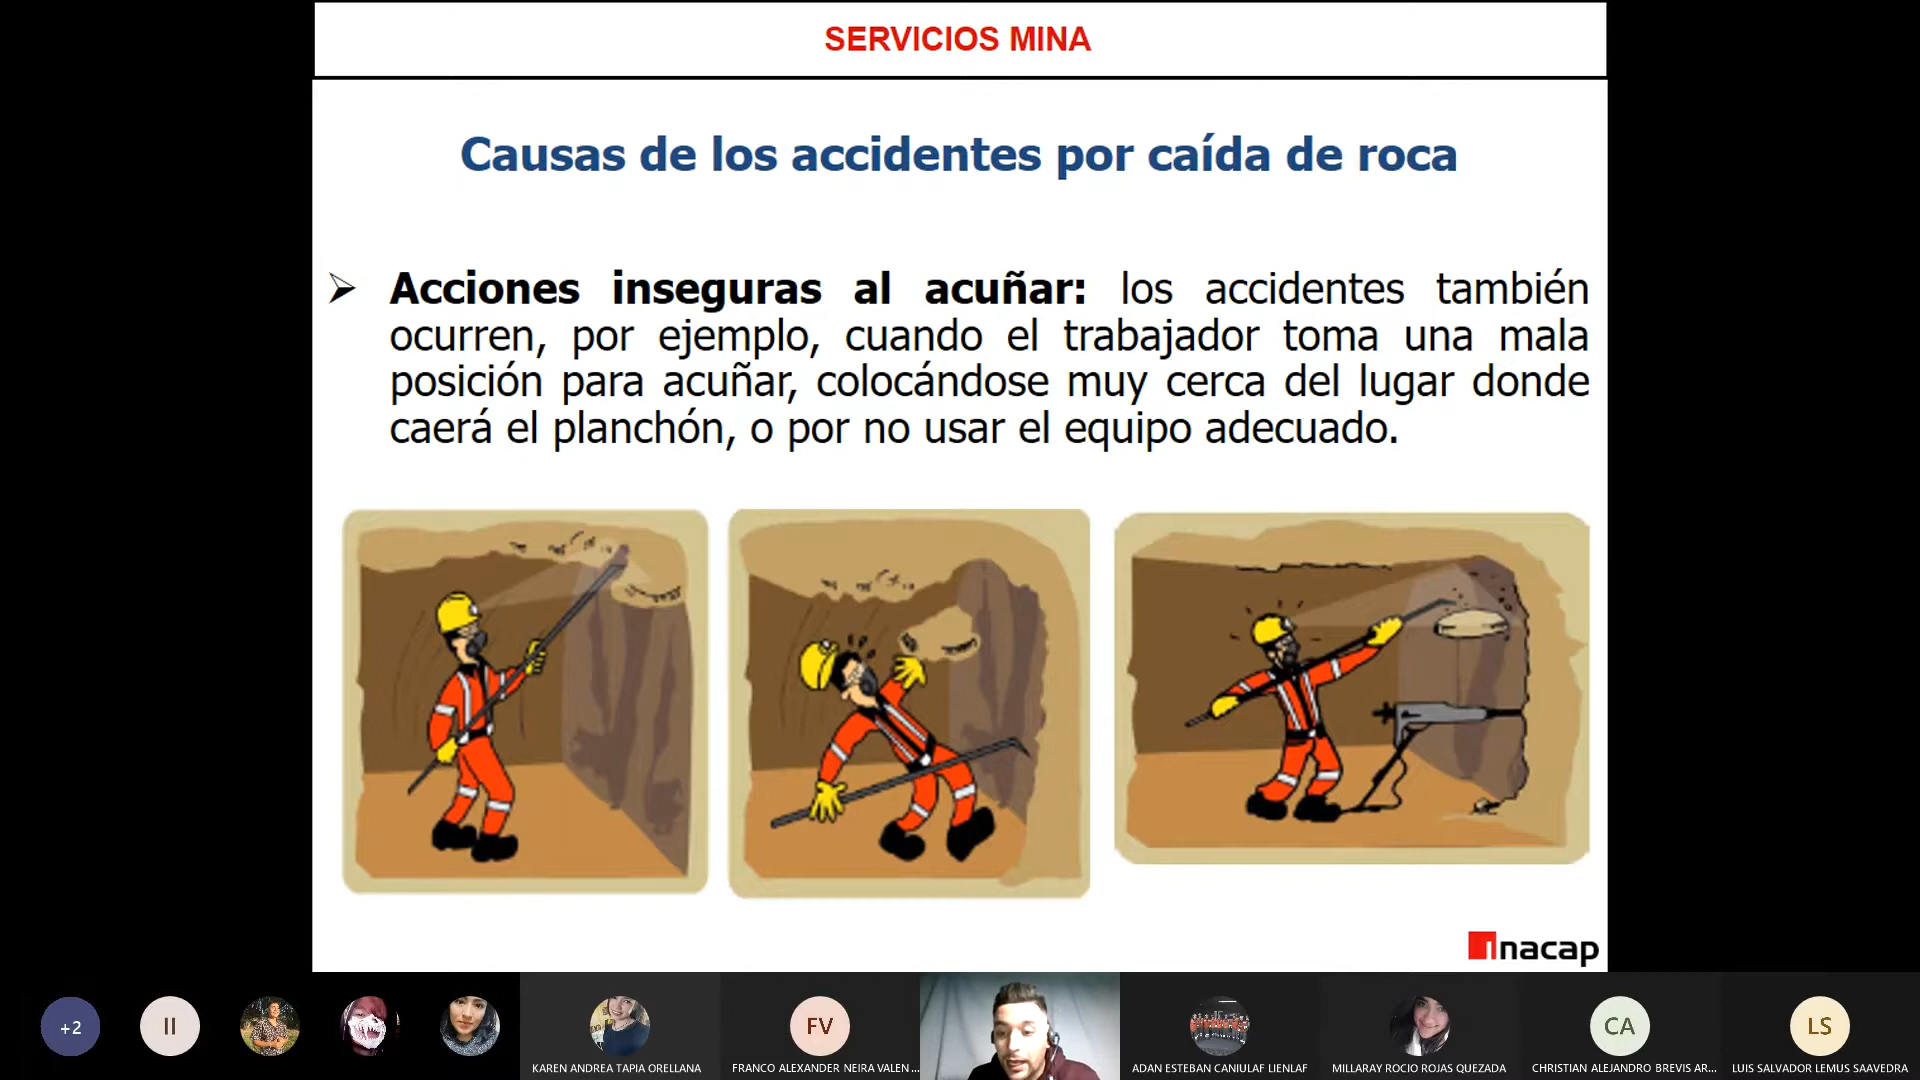 SERVICIOS MINA
Causas de los accidentes por caída de roca
➢ Acciones inseguras al acuñar: los accidentes también
ocurren, por ejemplo, cuando el trabajador toma una mala
posición para acuñar, colocándose muy cerca del lugar donde
caerá el planchón, o por no usar el equipo adecuado.
inacap
+2
II
FV
CA
LS
KAREN ANDREA TAPIA ORELLANA
FRANCO ALEXANDER NEIRA VALEN...
ADAN ESTEBAN CANIULAF LIENLAF
MILLARAY ROCIO ROJAS QUEZADA
CHRISTIAN ALEJANDRO BREVIS AR...
LUIS SALVADOR LEMUS SAAVEDRA